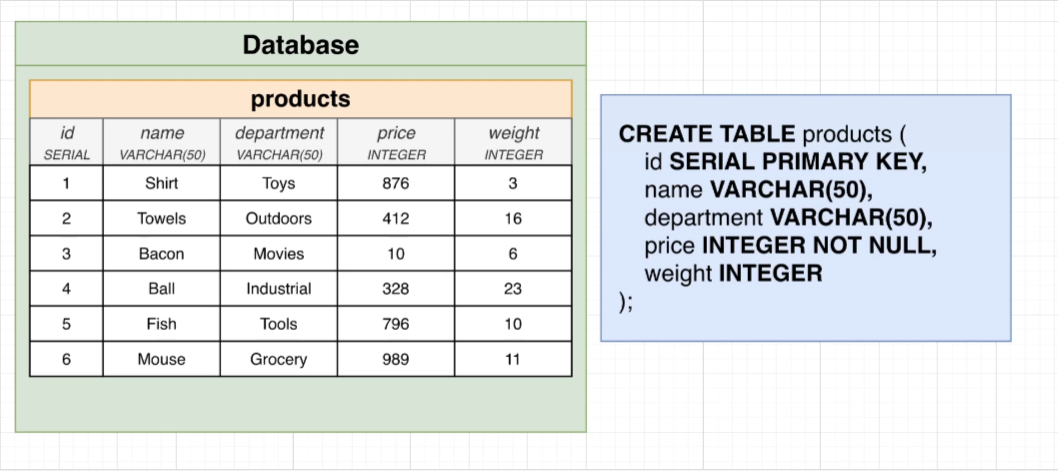 Database
products
id name department price weight
SERIAL VARCHAR(50) VARCHAR(50) INTEGER INTEGER
1 Shirt Toys 876 3
2 Towels Outdoors 412 16
3 Bacon Movies 10 6
4 Ball Industrial 328 23
5 Fish Tools 796 10
6 Mouse Grocery 989 11
CREATE TABLE products (
id SERIAL PRIMARY KEY,
name VARCHAR(50),
department VARCHAR(50),
price INTEGER NOT NULL,
weight INTEGER
);